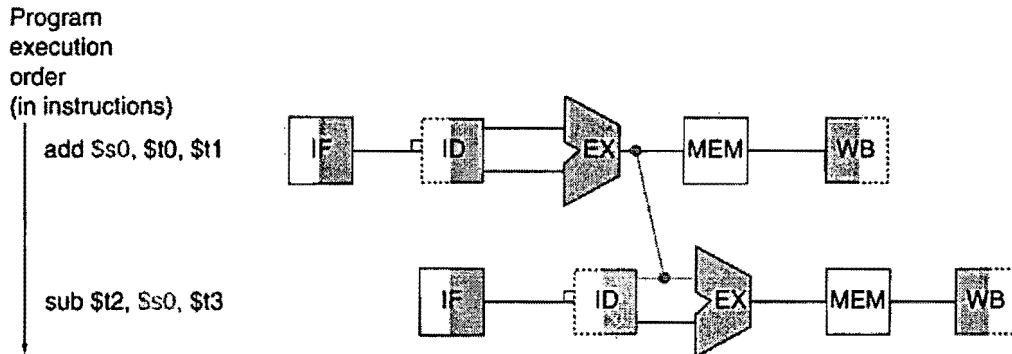 Program
execution
order
(in instructions)
add $s0, $t0, $t1
IF
ID
EX
MEM
WB
sub $t2, $s0, $t3
IF
ID
EX
MEM
WB